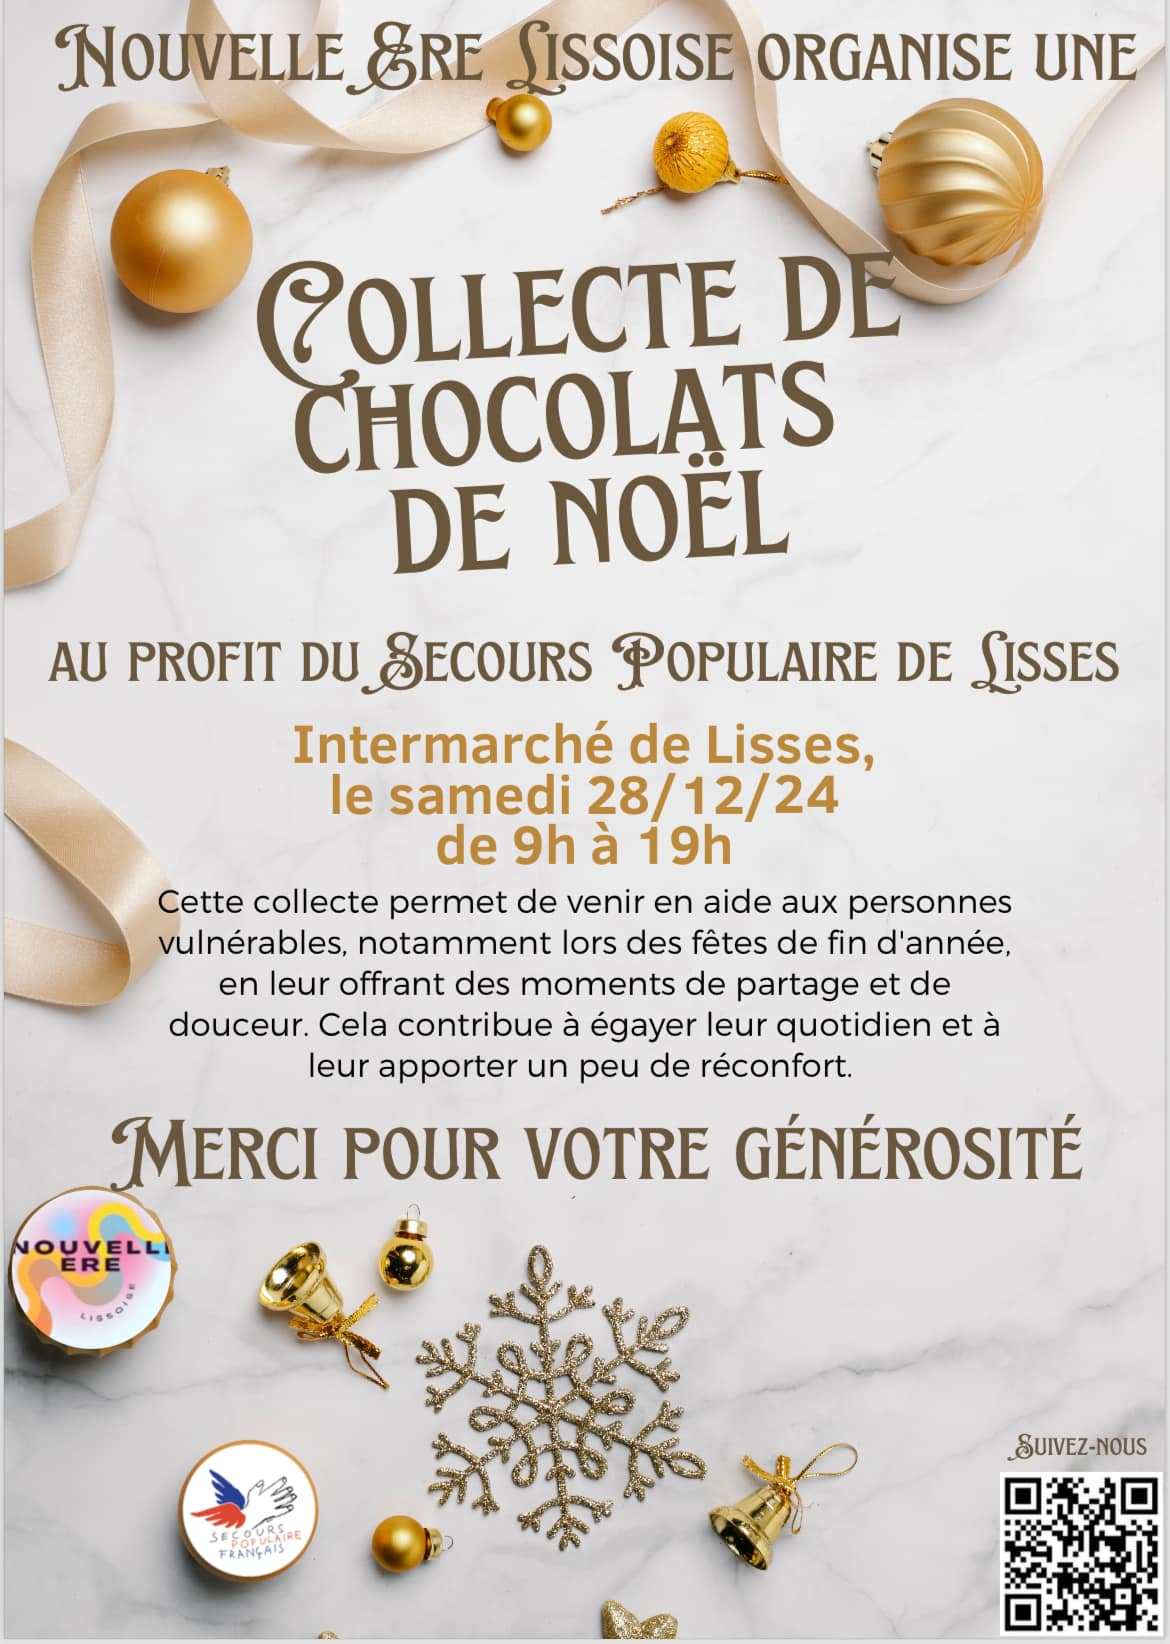 Nouvelle Ere Lissoise organise une
Collecte de
chocolats
de Noël
au profit du Secours Populaire de Lisses
Intermarché de Lisses,
le samedi 28/12/24
de 9h à 19h
Cette collecte permet de venir en aide aux personnes
vulnérables, notamment lors des fêtes de fin d'année,
en leur offrant des moments de partage et de
douceur. Cela contribue à égayer leur quotidien et à
leur apporter un peu de réconfort.
Merci pour votre générosité
NOUVELLE
ERE
LISSOISE
SECOURS
POPULAIRE
FRANÇAIS
Suivez-nous